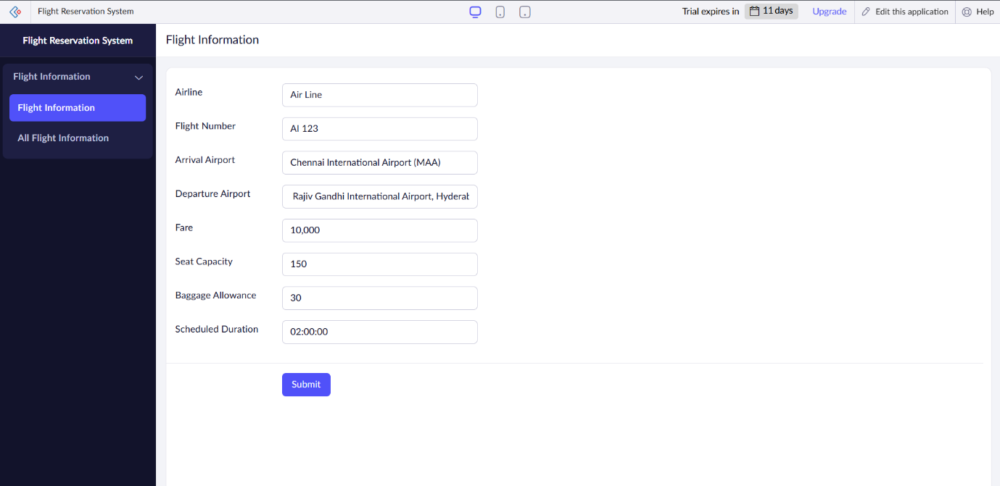 Flight Reservation System
Trial expires in 11 days Upgrade Edit this application Help
Flight Reservation System
Flight Information
Flight Information
Flight Information
All Flight Information
Airline Air Line
Flight Number AI 123
Arrival Airport Chennai International Airport (MAA)
Departure Airport Rajiv Gandhi International Airport, Hyderab
Fare 10,000
Seat Capacity 150
Baggage Allowance 30
Scheduled Duration 02:00:00
Submit